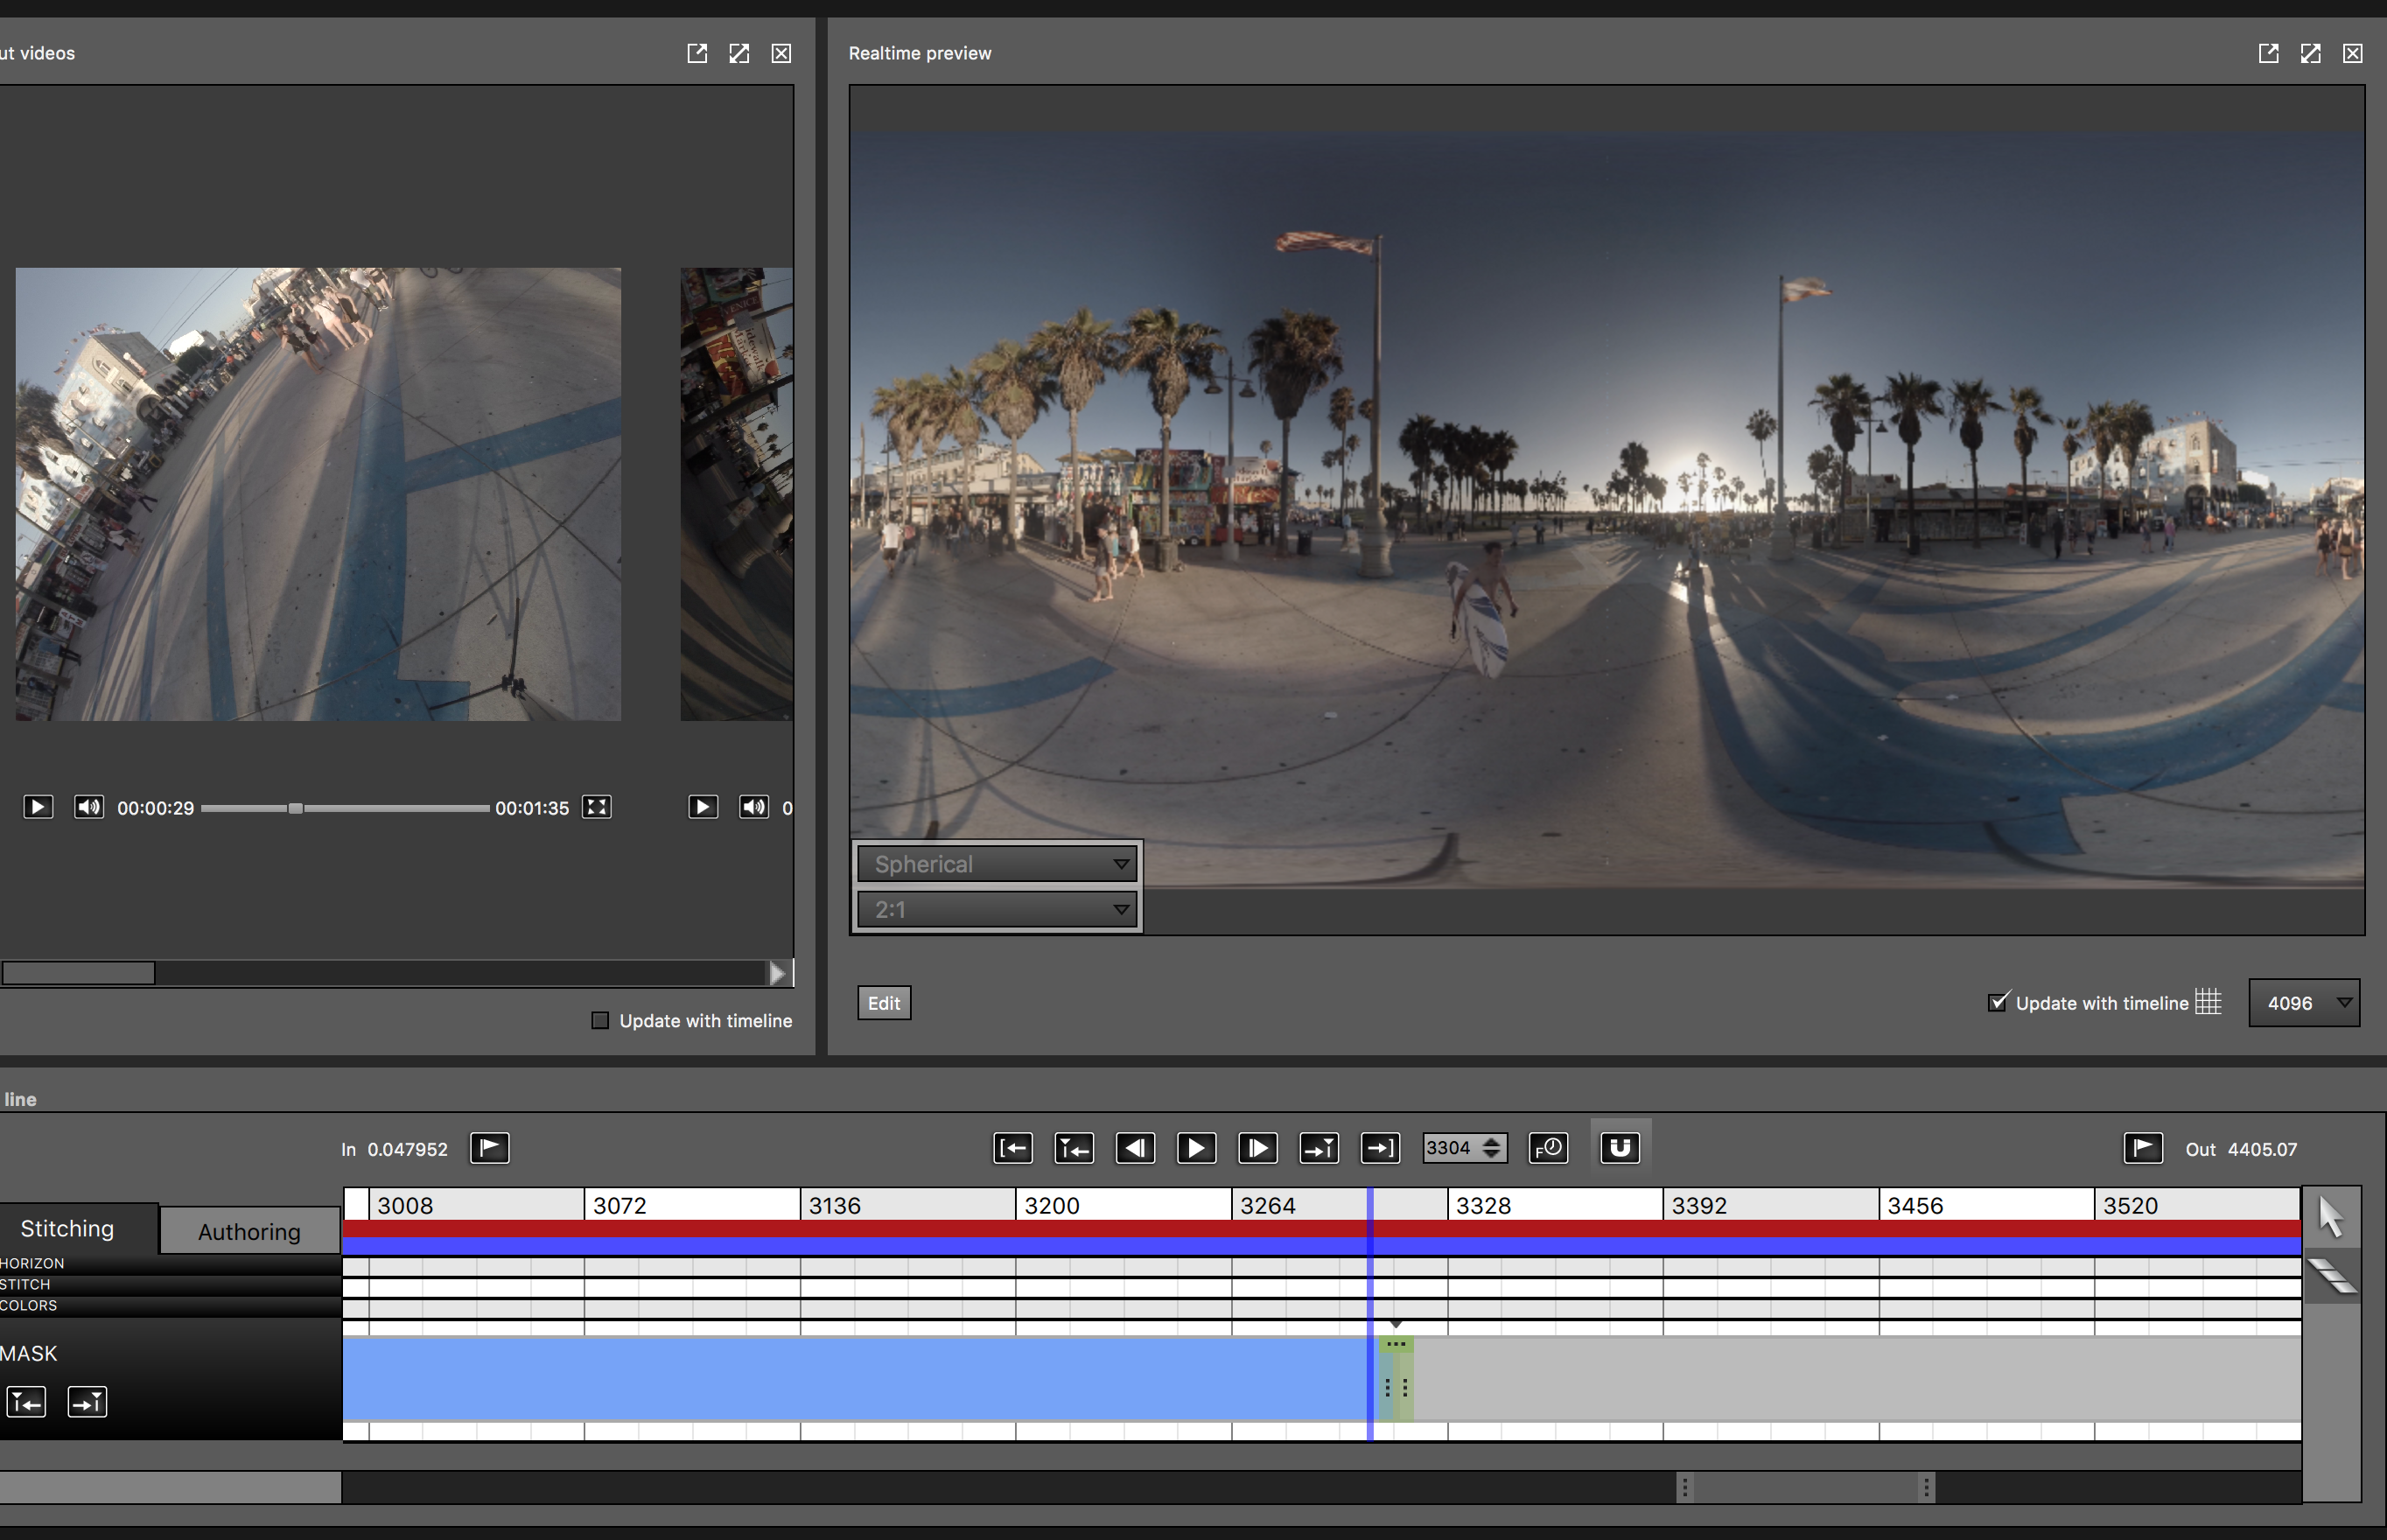 ut videos
Realtime preview
VENICE
00:00:29
00:01:35
0
Spherical
2:1
Update with timeline
Edit
Update with timeline
4096
line
In 0.047952
3304
F
Out 4405.07
Stitching
Authoring
3008
3072
3136
3200
3264
3328
3392
3456
3520
HORIZON
STITCH
COLORS
MASK